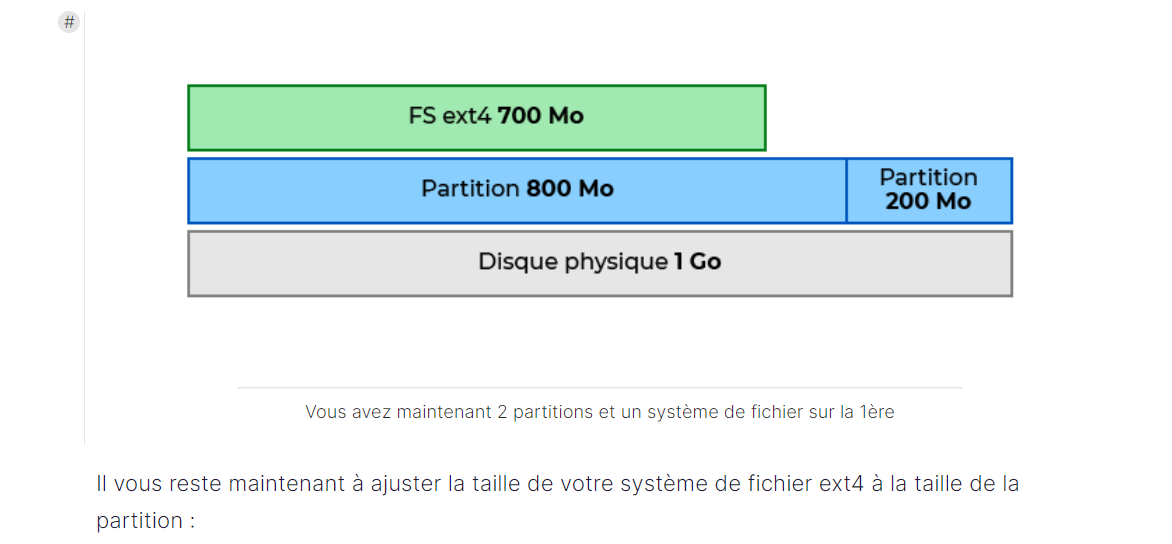 #
FS ext4 700 Mo
Partition 800 Mo
Partition
200 Mo
Disque physique 1 Go
Vous avez maintenant 2 partitions et un système de fichier sur la 1ère
Il vous reste maintenant à ajuster la taille de votre système de fichier ext4 à la taille de la
partition :